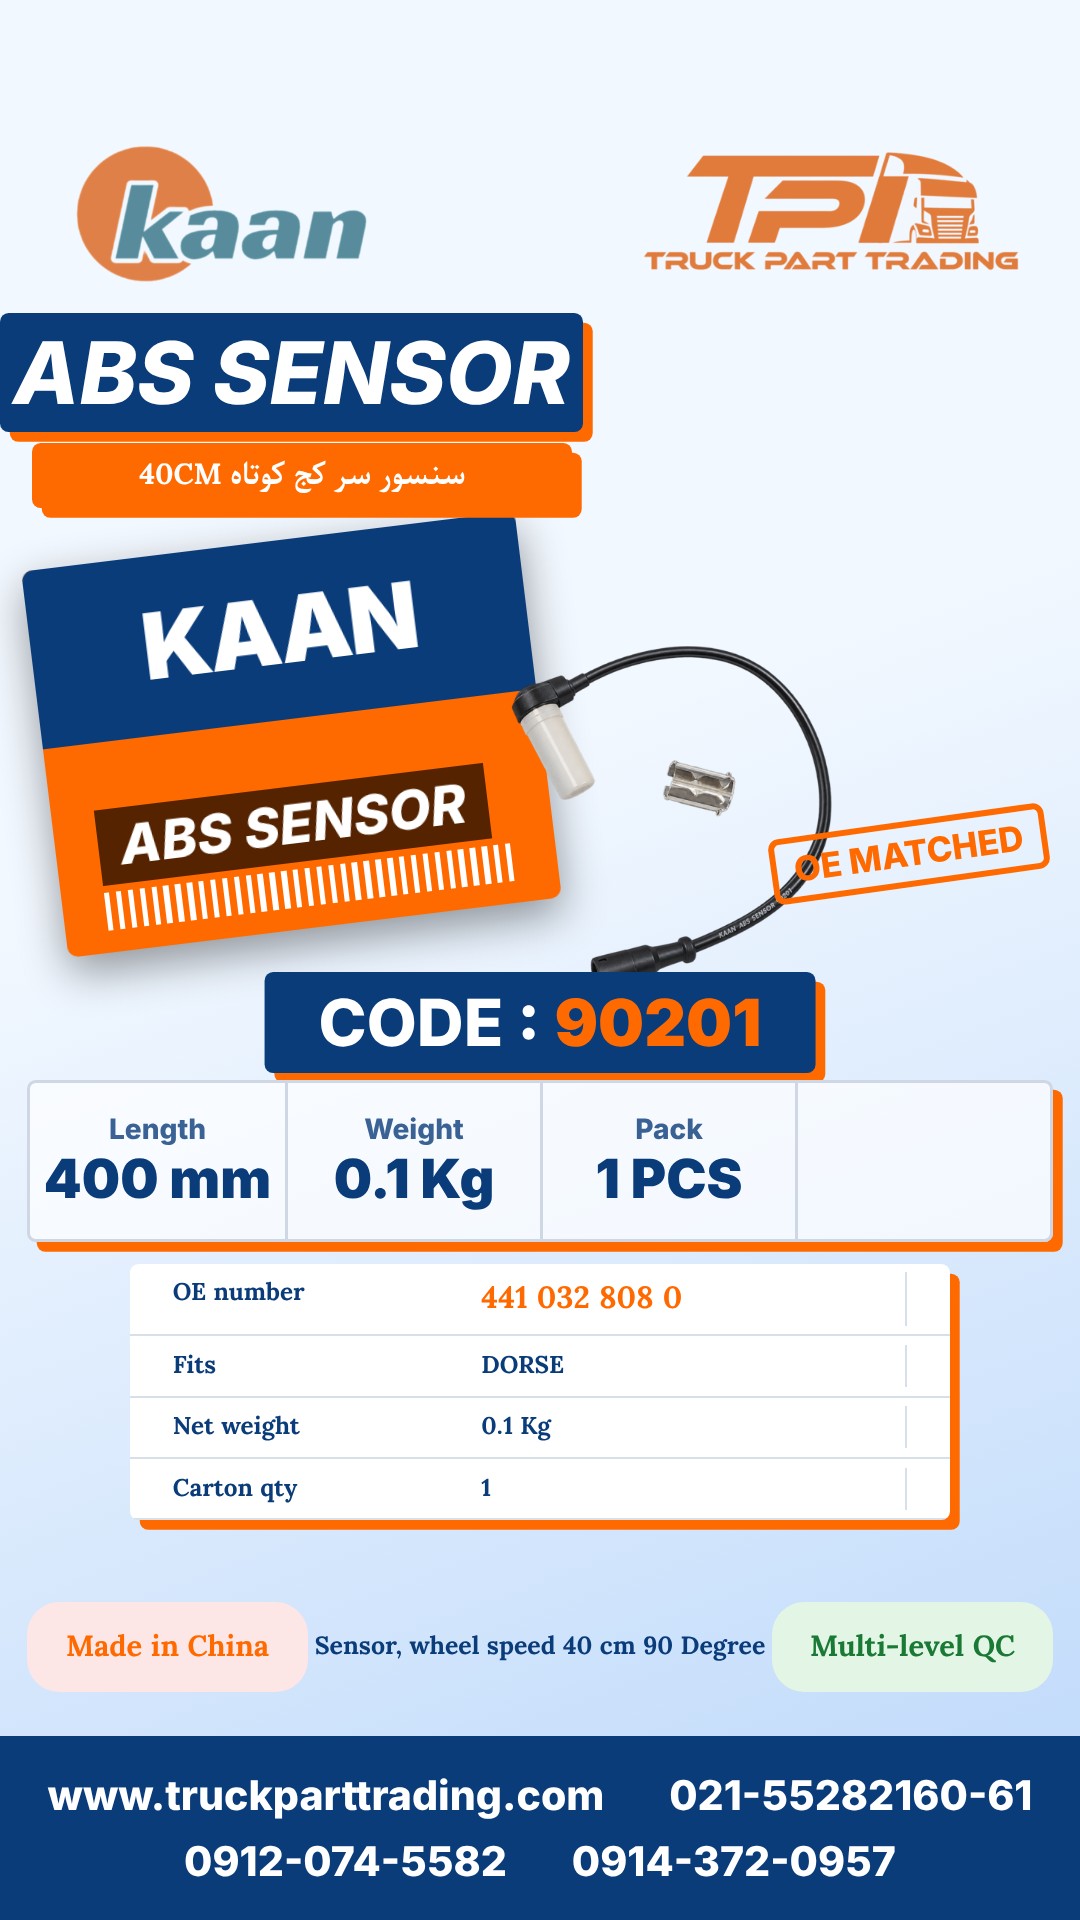 kaan
TPI
TRUCK PART TRADING
ABS SENSOR
سنسور سر کج کوتاه 40CM
KAAN
ABS SENSOR
OE MATCHED
KAAN ABS SENSOR
CODE : 90201
Length Weight Pack
400 mm 0.1 Kg 1 PCS
OE number 441 032 808 0
Fits DORSE
Net weight 0.1 Kg
Carton qty 1
Made in China Sensor, wheel speed 40 cm 90 Degree Multi-level QC
www.truckparttrading.com 021-55282160-61
0912-074-5582 0914-372-0957